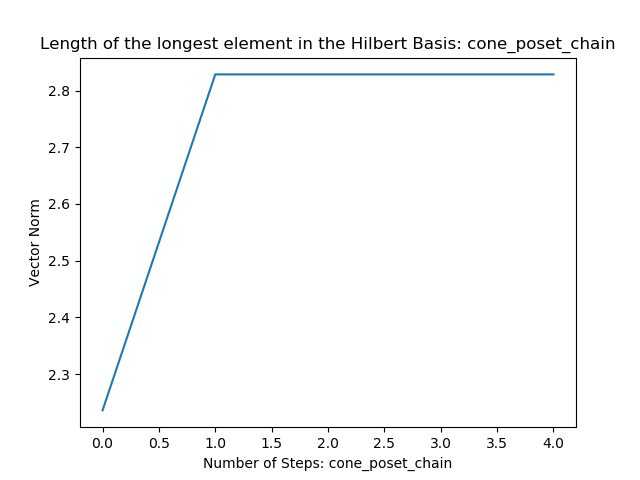 Length of the longest element in the Hilbert Basis: cone_poset_chain
2.8
2.7
2.6
2.5
2.4
2.3
Vector Norm
0.0 0.5 1.0 1.5 2.0 2.5 3.0 3.5 4.0
Number of Steps: cone_poset_chain